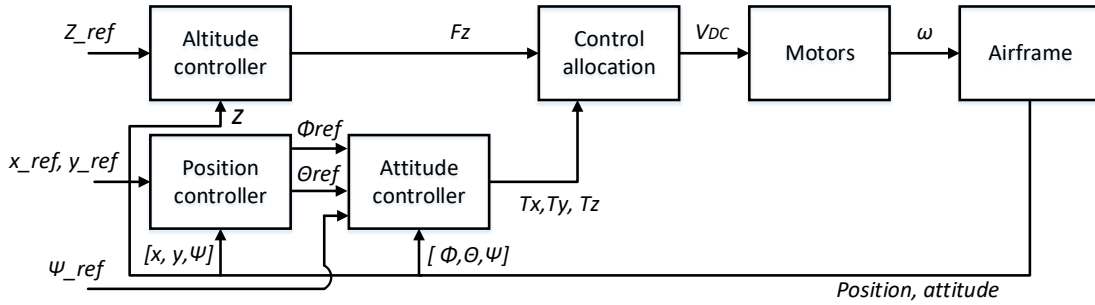 Z_ref
Altitude
controller
Fz
Control
allocation
VDC
Motors
ω
Airframe
z
x_ref, y_ref
Position
controller
Φref
Θref
Attitude
controller
Tx,Ty, Tz
[x, y,Ψ]
[ Φ,Θ,Ψ]
Ψ_ref
Position, attitude